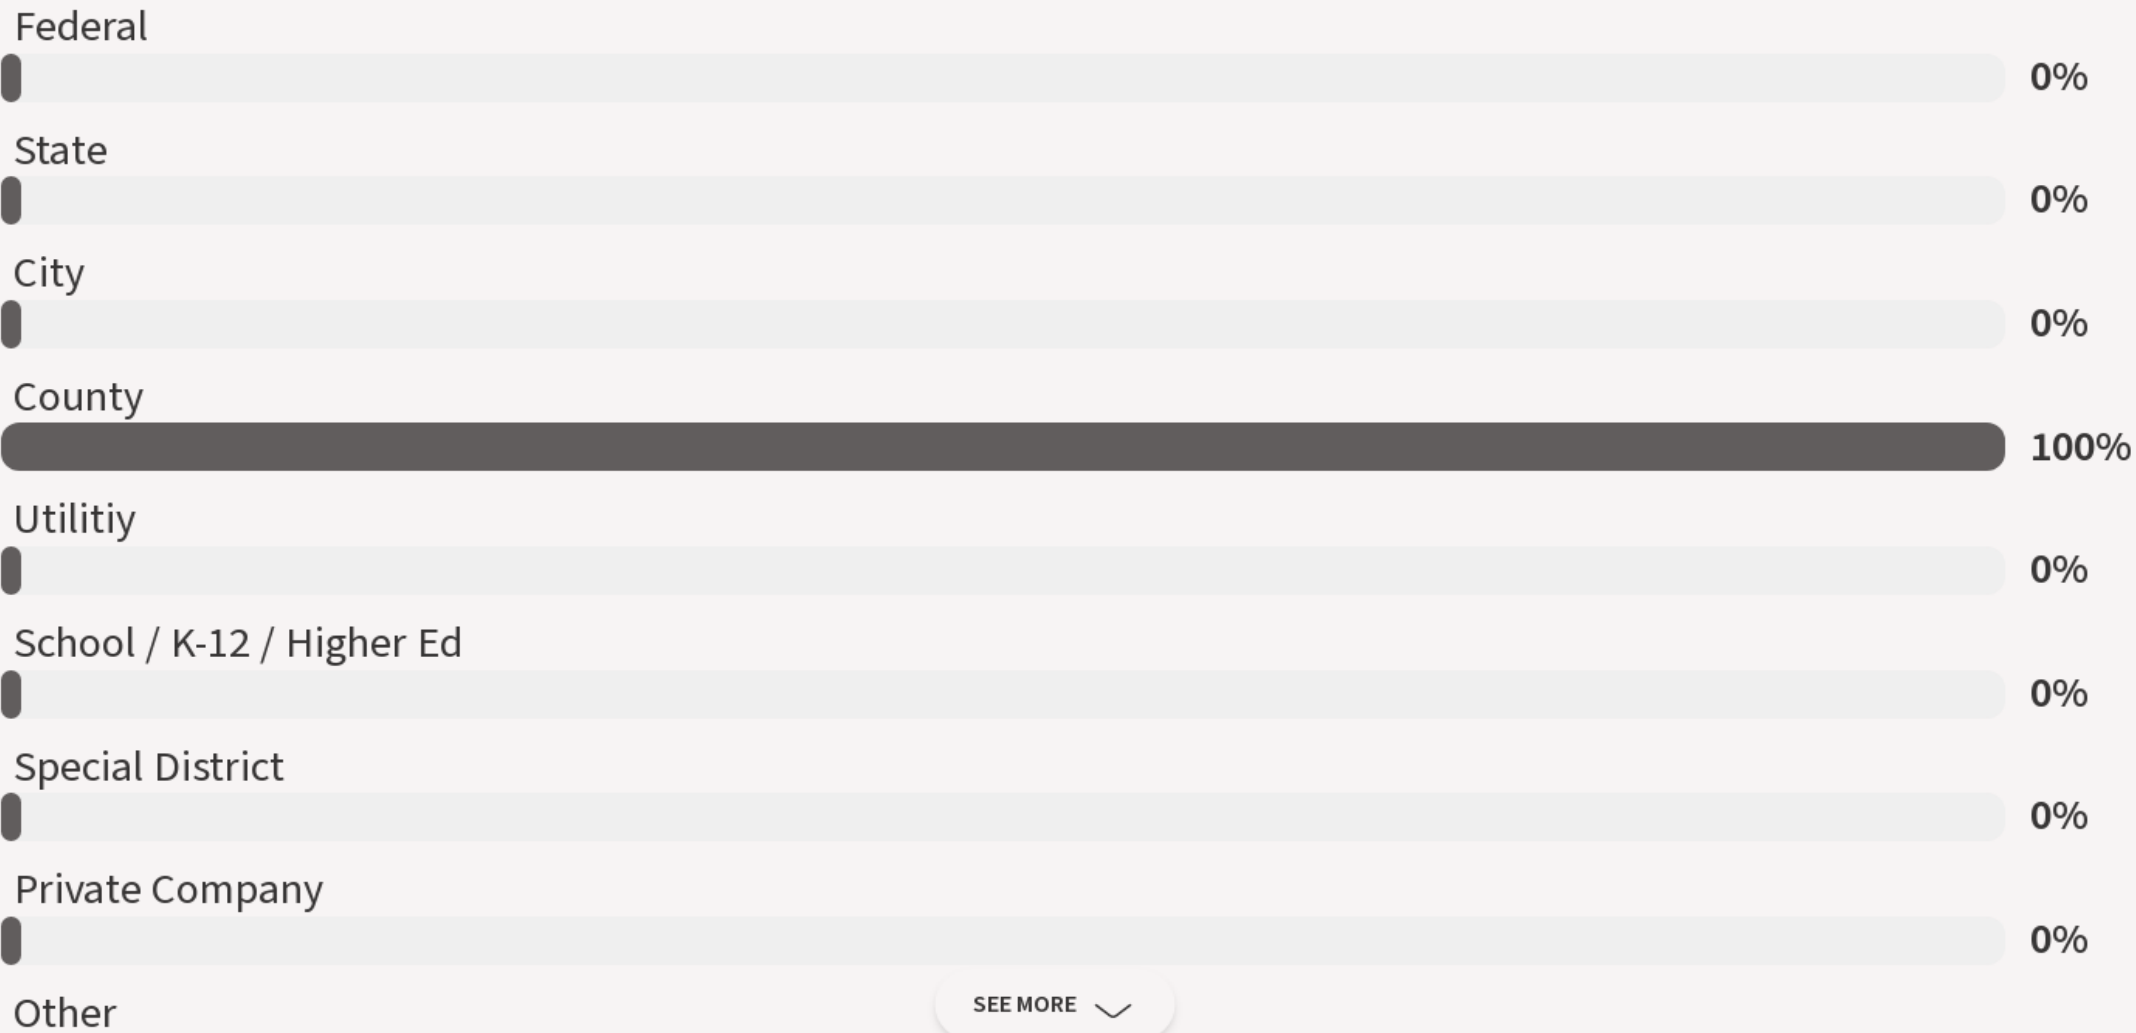 Federal
0%
State
0%
City
0%
County
100%
Utilitiy
0%
School / K-12 / Higher Ed
0%
Special District
0%
Private Company
0%
Other
SEE MORE